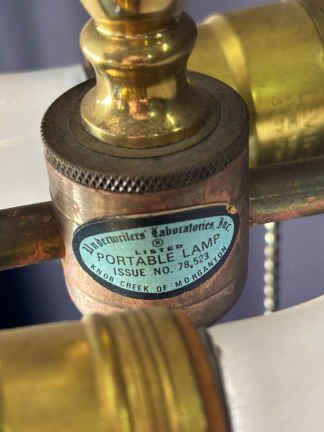 Underwriters' Laboratories, Inc.
®
LISTED
PORTABLE LAMP
ISSUE NO. 78,523
KNOB CREEK OF MORGANTON